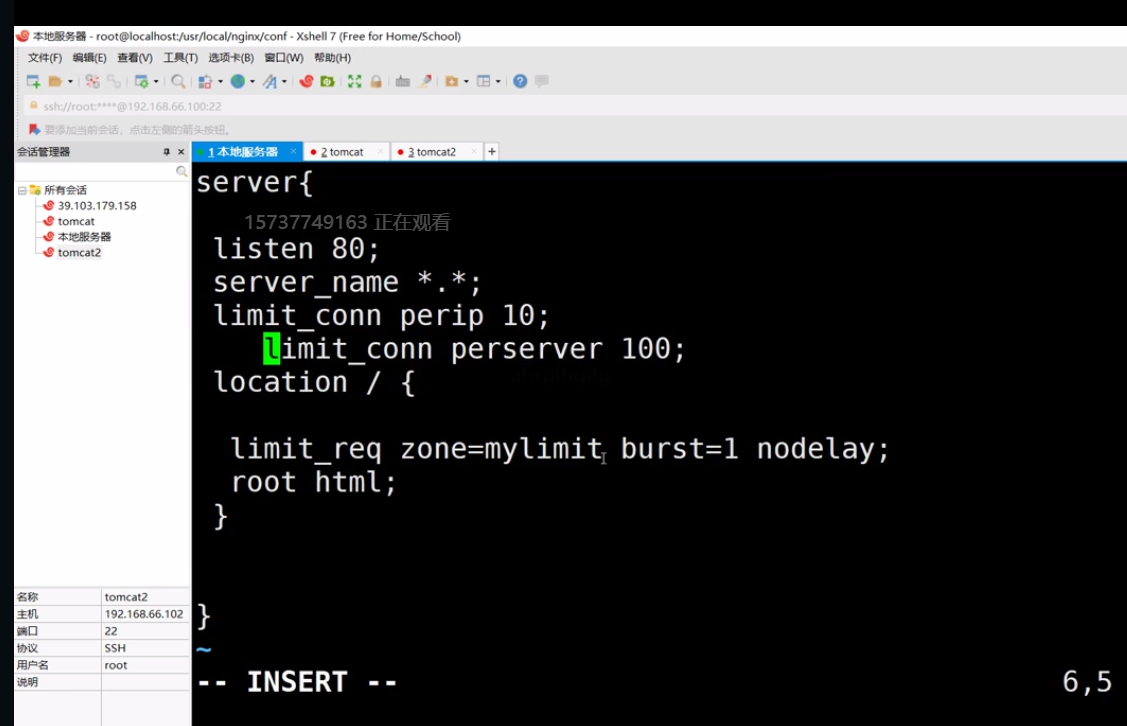 本地服务器 - root@localhost:/usr/local/nginx/conf - Xshell 7 (Free for Home/School)
文件(F) 编辑(E) 查看(V) 工具(T) 选项卡(B) 窗口(W) 帮助(H)
ssh://root:****@192.168.66.100:22
要添加当前会话，点击左侧的箭头按钮。
会话管理器
1 本地服务器 2 tomcat 3 tomcat2 +
所有会话
39.103.179.158
tomcat
本地服务器
tomcat2
server{
15737749163 正在观看
listen 80;
server_name *.*;
limit_conn perip 10;
limit_conn perserver 100;
location / {
limit_req zone=mylimit burst=1 nodelay;
root html;
}
}
~
-- INSERT -- 6,5
名称 tomcat2
主机 192.168.66.102
端口 22
协议 SSH
用户名 root
说明